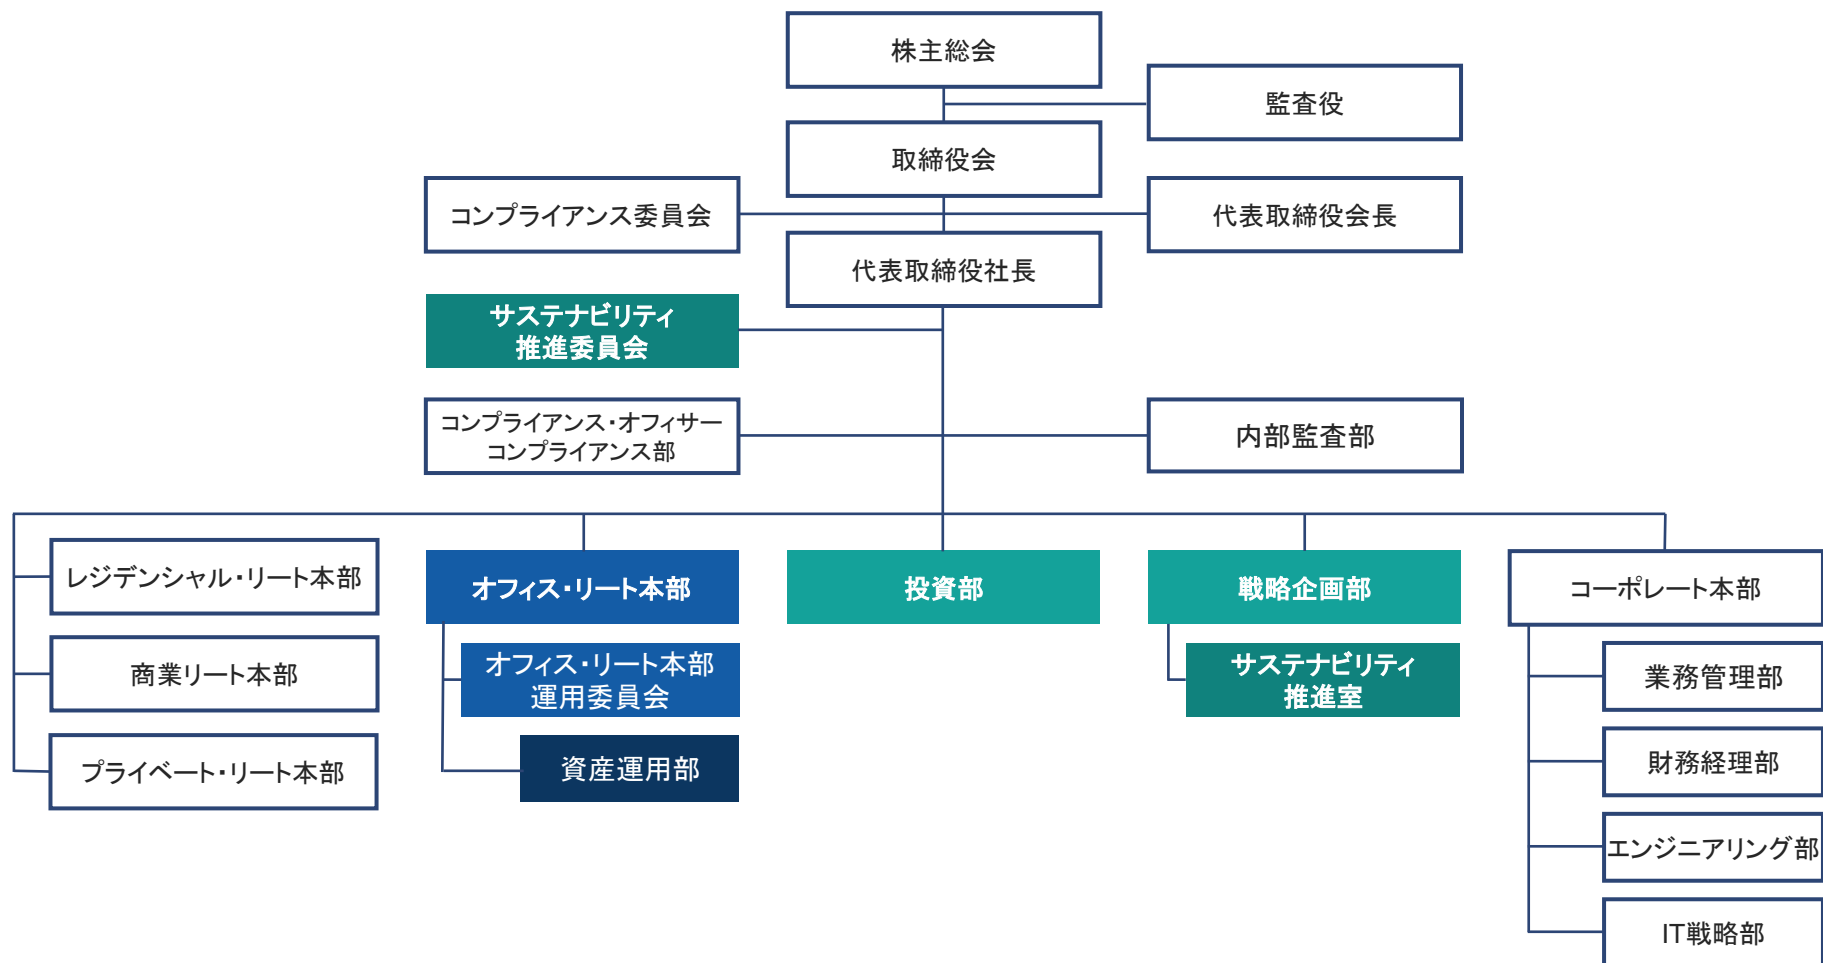 株主総会
監査役
取締役会
コンプライアンス委員会
代表取締役会長
代表取締役社長
サステナビリティ
推進委員会
コンプライアンス・オフィサー
コンプライアンス部
内部監査部
レジデンシャル・リート本部
商業リート本部
プライベート・リート本部
オフィス・リート本部
オフィス・リート本部
運用委員会
資産運用部
投資部
戦略企画部
サステナビリティ
推進室
コーポレート本部
業務管理部
財務経理部
エンジニアリング部
IT戦略部